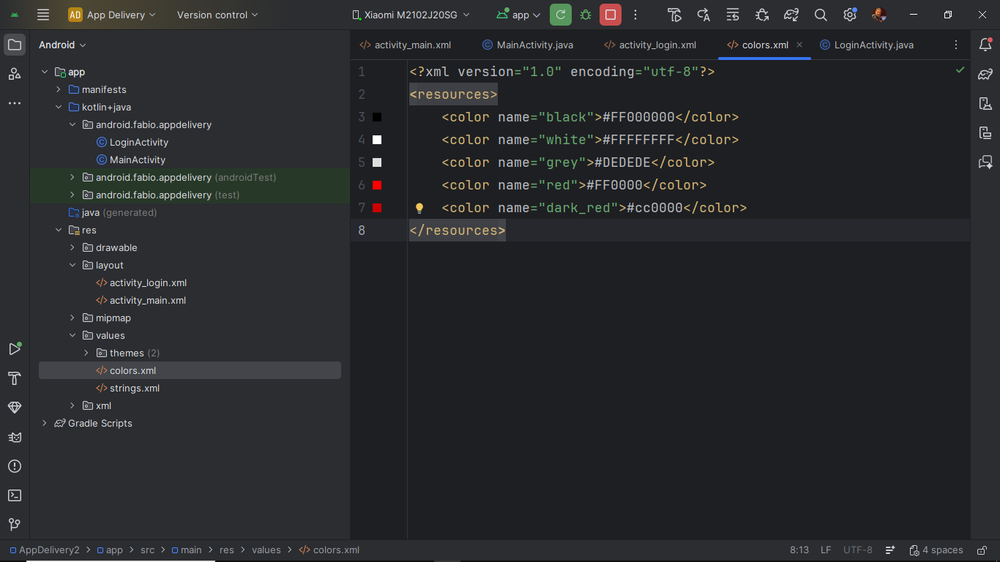 AD App Delivery Version control Xiaomi M2102J20SG app
Android
app
manifests
kotlin+java
android.fabio.appdelivery
LoginActivity
MainActivity
android.fabio.appdelivery (androidTest)
android.fabio.appdelivery (test)
java (generated)
res
drawable
layout
activity_login.xml
activity_main.xml
mipmap
values
themes (2)
colors.xml
strings.xml
xml
Gradle Scripts
activity_main.xml MainActivity.java activity_login.xml colors.xml LoginActivity.java
1 <?xml version="1.0" encoding="utf-8"?>
2 <resources>
3 <color name="black">#FF000000</color>
4 <color name="white">#FFFFFFFF</color>
5 <color name="grey">#DEDEDE</color>
6 <color name="red">#FF0000</color>
7 <color name="dark_red">#cc0000</color>
8 </resources>
AppDelivery2 > app > src > main > res > values > colors.xml 8:13 LF UTF-8 4 spaces